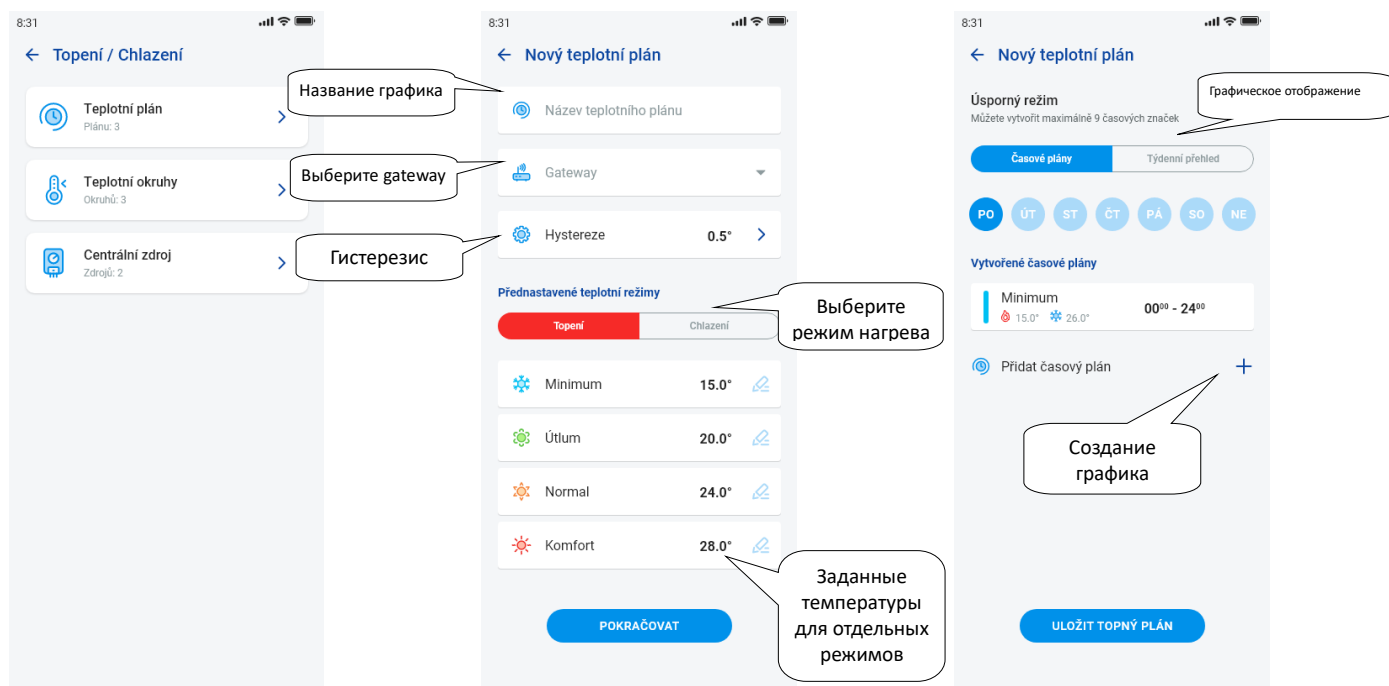 8:31
Topení / Chlazení
Teplotní plán
Plánu: 3
Teplotní okruhy
Okruhů: 3
Centrální zdroj
Zdrojů: 2
8:31
Nový teplotní plán
Название графика
Název teplotního plánu
Выберите gateway
Gateway
Гистерезис
Hystereze 0.5°
Přednastavené teplotní režimy
Выберите
режим нагрева
Topení Chlazení
Minimum 15.0°
Útlum 20.0°
Normal 24.0°
Komfort 28.0°
Заданные
температуры
для отдельных
режимов
POKRAČOVAT
8:31
Nový teplotní plán
Графическое отображение
Úsporný režim
Můžete vytvořit maximálně 9 časových značek
Časové plány Týdenní přehled
PO ÚT ST ČT PÁ SO NE
Vytvořené časové plány
Minimum
15.0° 26.0°
00⁰⁰ - 24⁰⁰
Přidat časový plán
Создание
графика
ULOŽIT TOPNÝ PLÁN